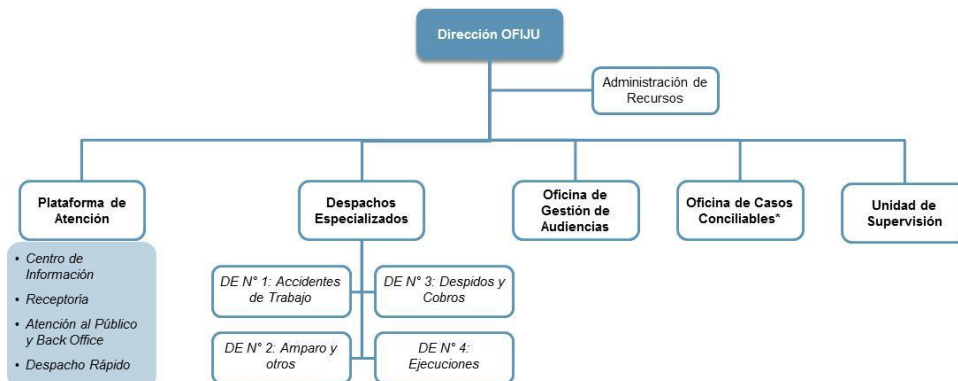 Dirección OFIJU
Administración de
Recursos
Plataforma de
Atención
Despachos
Especializados
Oficina de
Gestión de
Audiencias
Oficina de Casos
Conciliables*
Unidad de
Supervisión
• Centro de
Información
• Receptoría
• Atención al Público
y Back Office
• Despacho Rápido
DE N° 1: Accidentes
de Trabajo
DE N° 3: Despidos y
Cobros
DE N° 2: Amparo y
otros
DE N° 4:
Ejecuciones